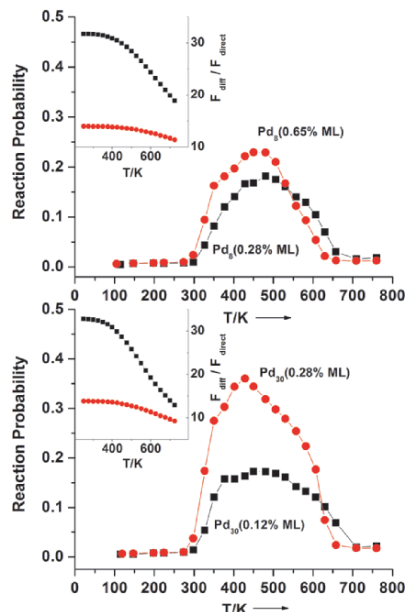 0.5
0.4
0.3
0.2
0.1
0.0
Reaction Probability
30
20
10
F_diff / F_direct
400 600
T/K
Pd₈(0.65% ML)
Pd₈(0.28% ML)
0 100 200 300 400 500 600 700 800
T/K
0.5
0.4
0.3
0.2
0.1
0.0
Reaction Probability
30
20
10
F_diff / F_direct
400 600
T/K
Pd₃₀(0.28% ML)
Pd₃₀(0.12% ML)
0 100 200 300 400 500 600 700 800
T/K